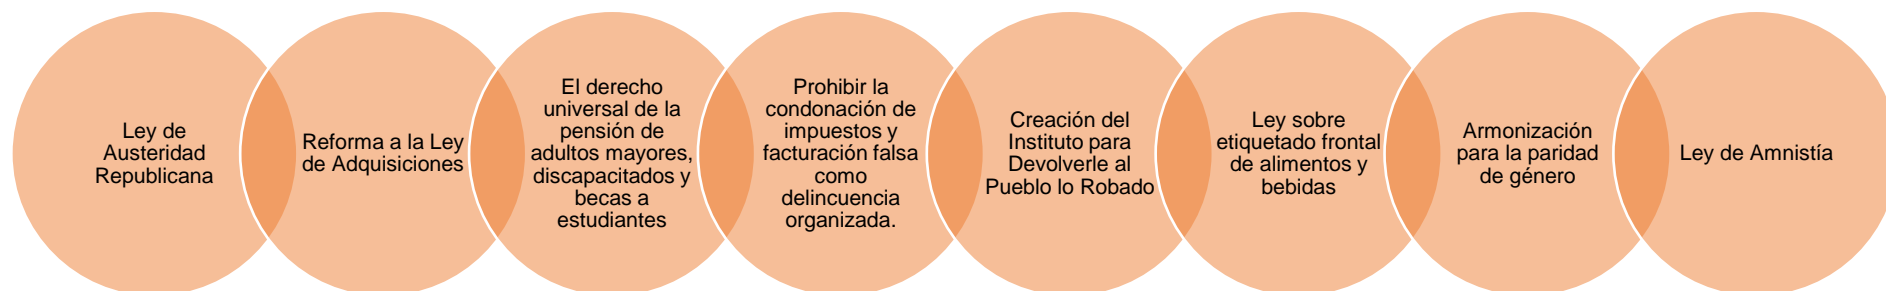 Ley de
Austeridad
Republicana
Reforma a la Ley
de Adquisiciones
El derecho
universal de la
pensión de
adultos mayores,
discapacitados y
becas a
estudiantes
Prohibir la
condonación de
impuestos y
facturación falsa
como
delincuencia
organizada.
Creación del
Instituto para
Devolverle al
Pueblo lo Robado
Ley sobre
etiquetado frontal
de alimentos y
bebidas
Armonización
para la paridad
de género
Ley de Amnistía